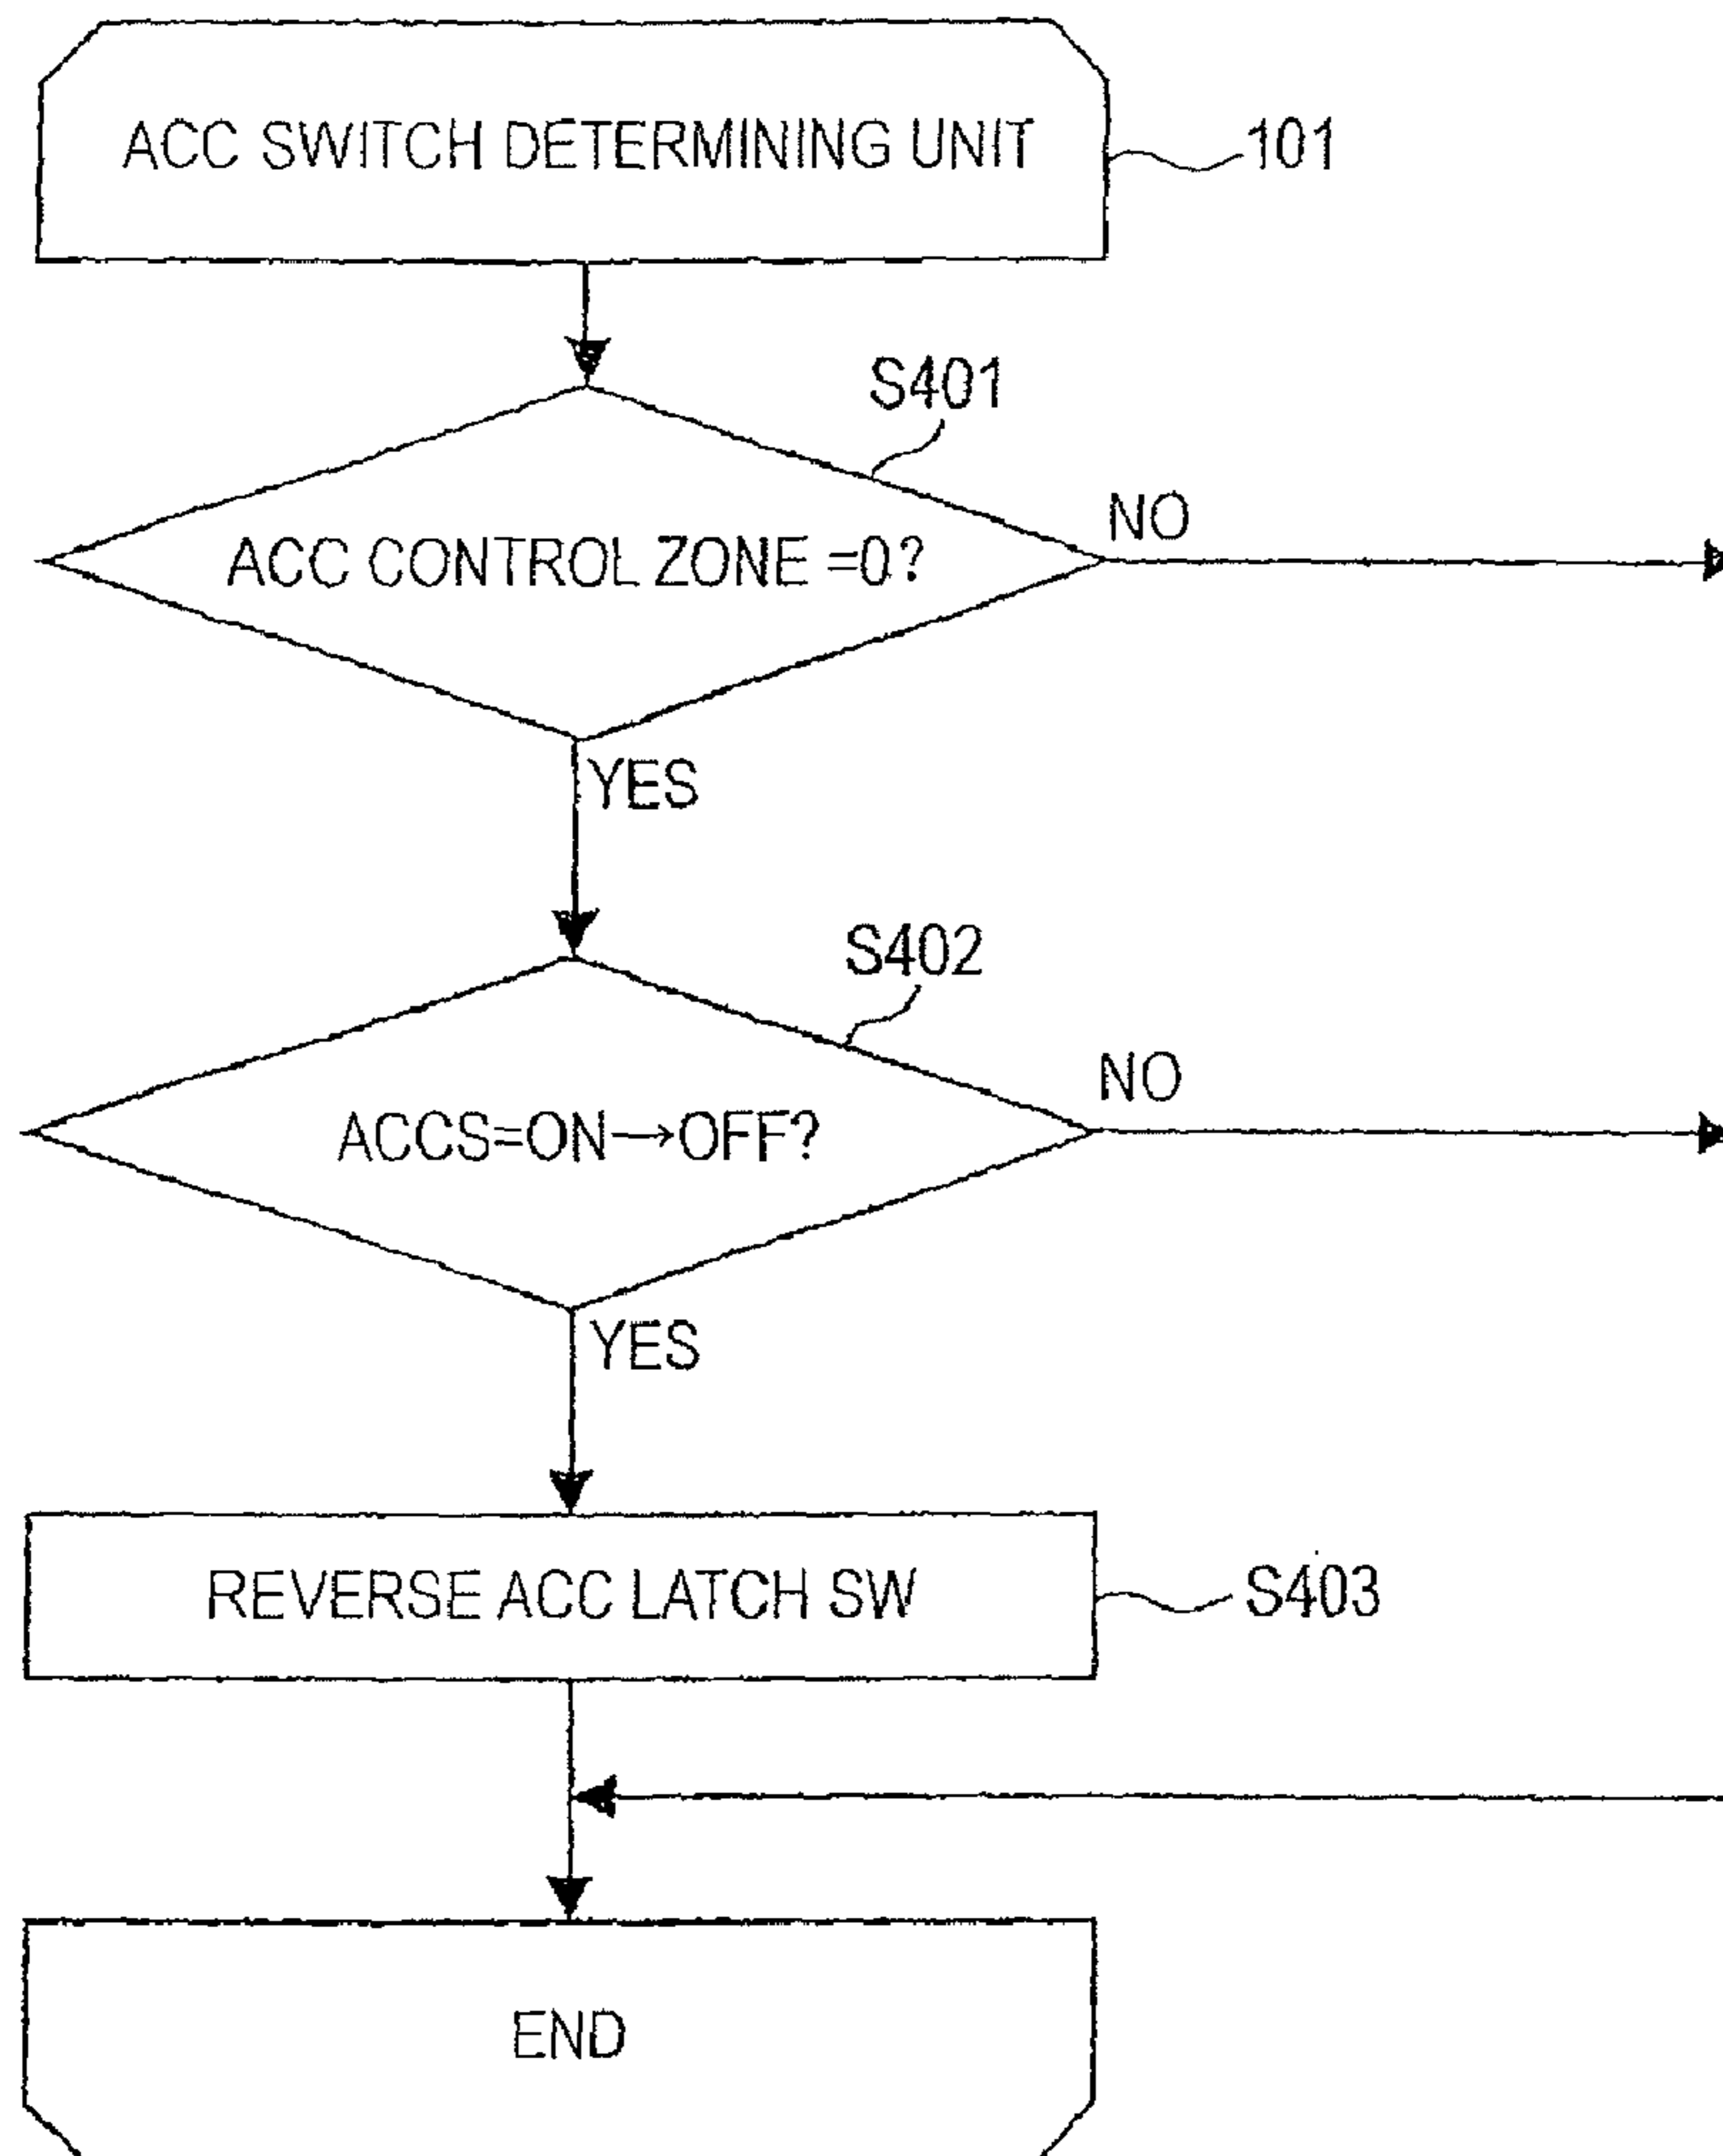 ACC SWITCH DETERMINING UNIT
101
S401
ACC CONTROL ZONE =0?
NO
YES
S402
ACCS=ON→OFF?
NO
YES
REVERSE ACC LATCH SW
S403
END